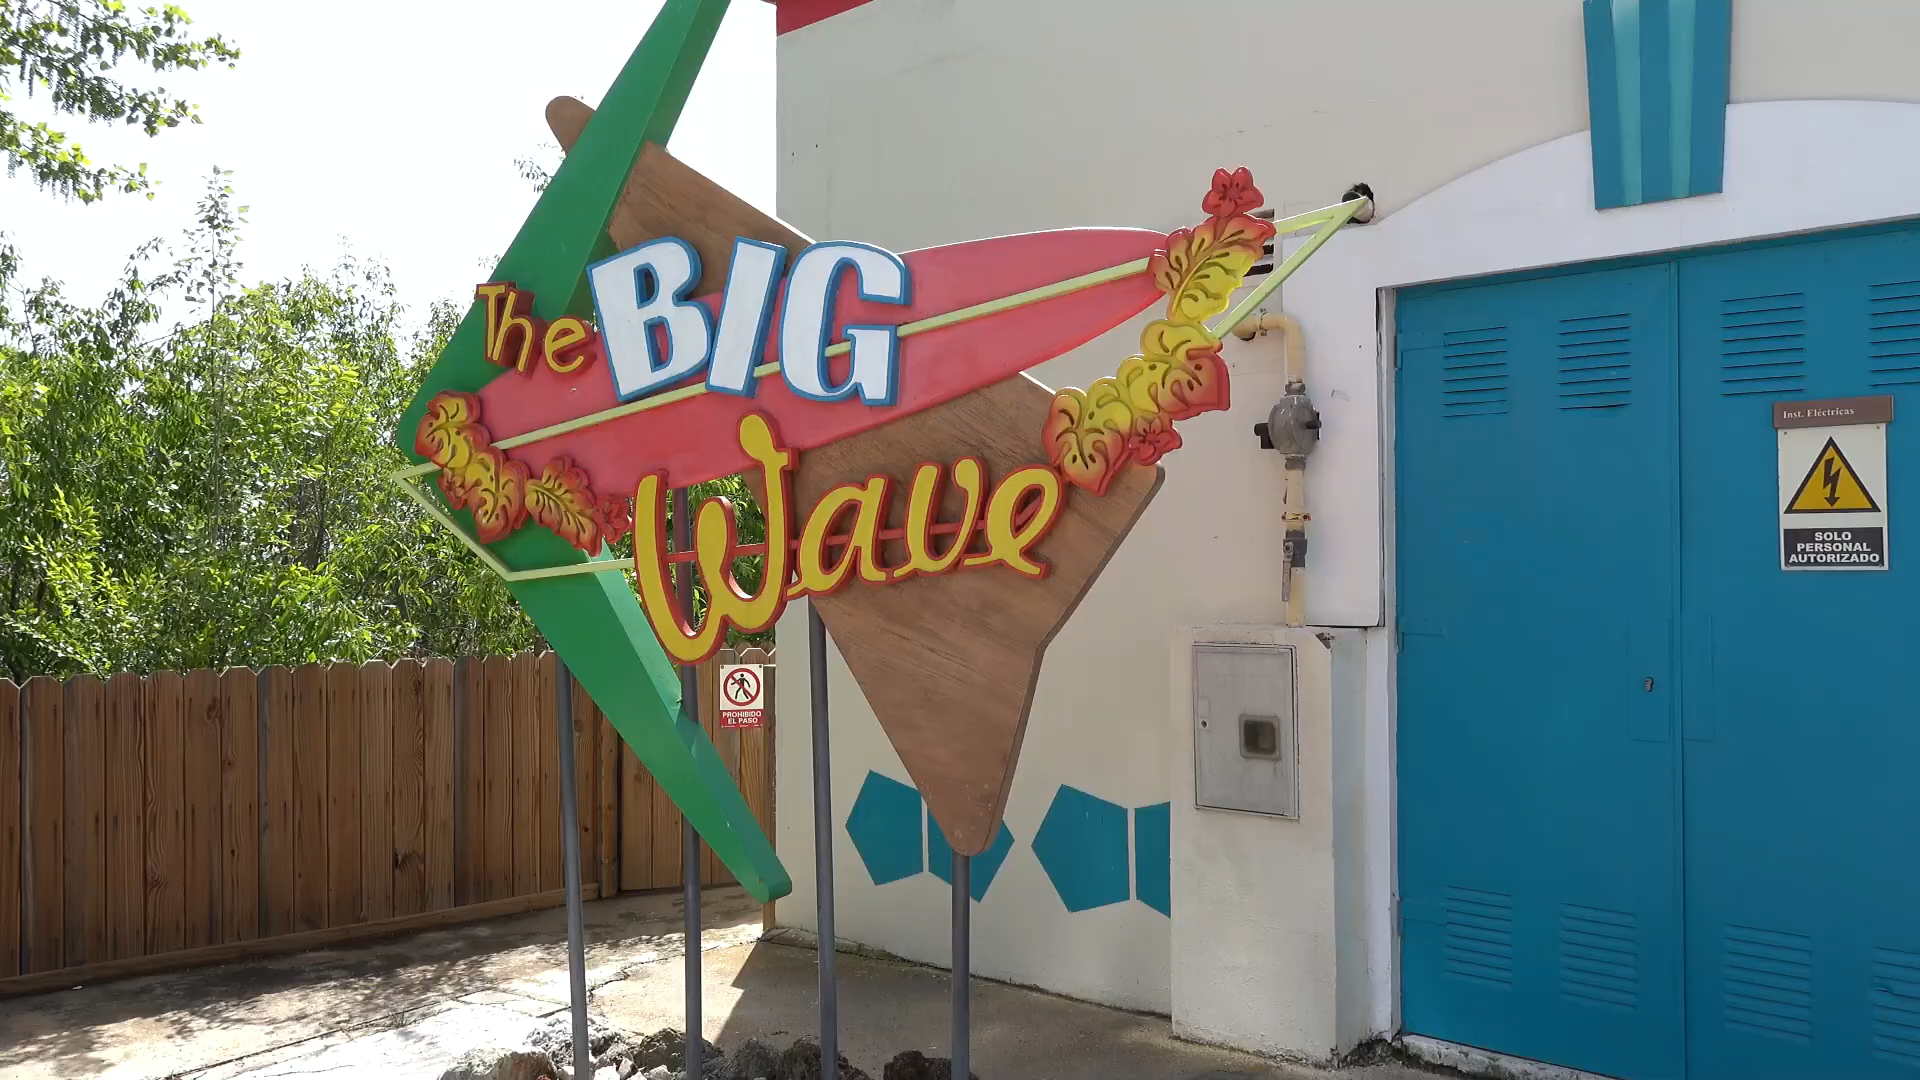 The BIG
Wave
PROHIBIDO
EL PASO
Inst. Eléctricas
SOLO
PERSONAL
AUTORIZADO